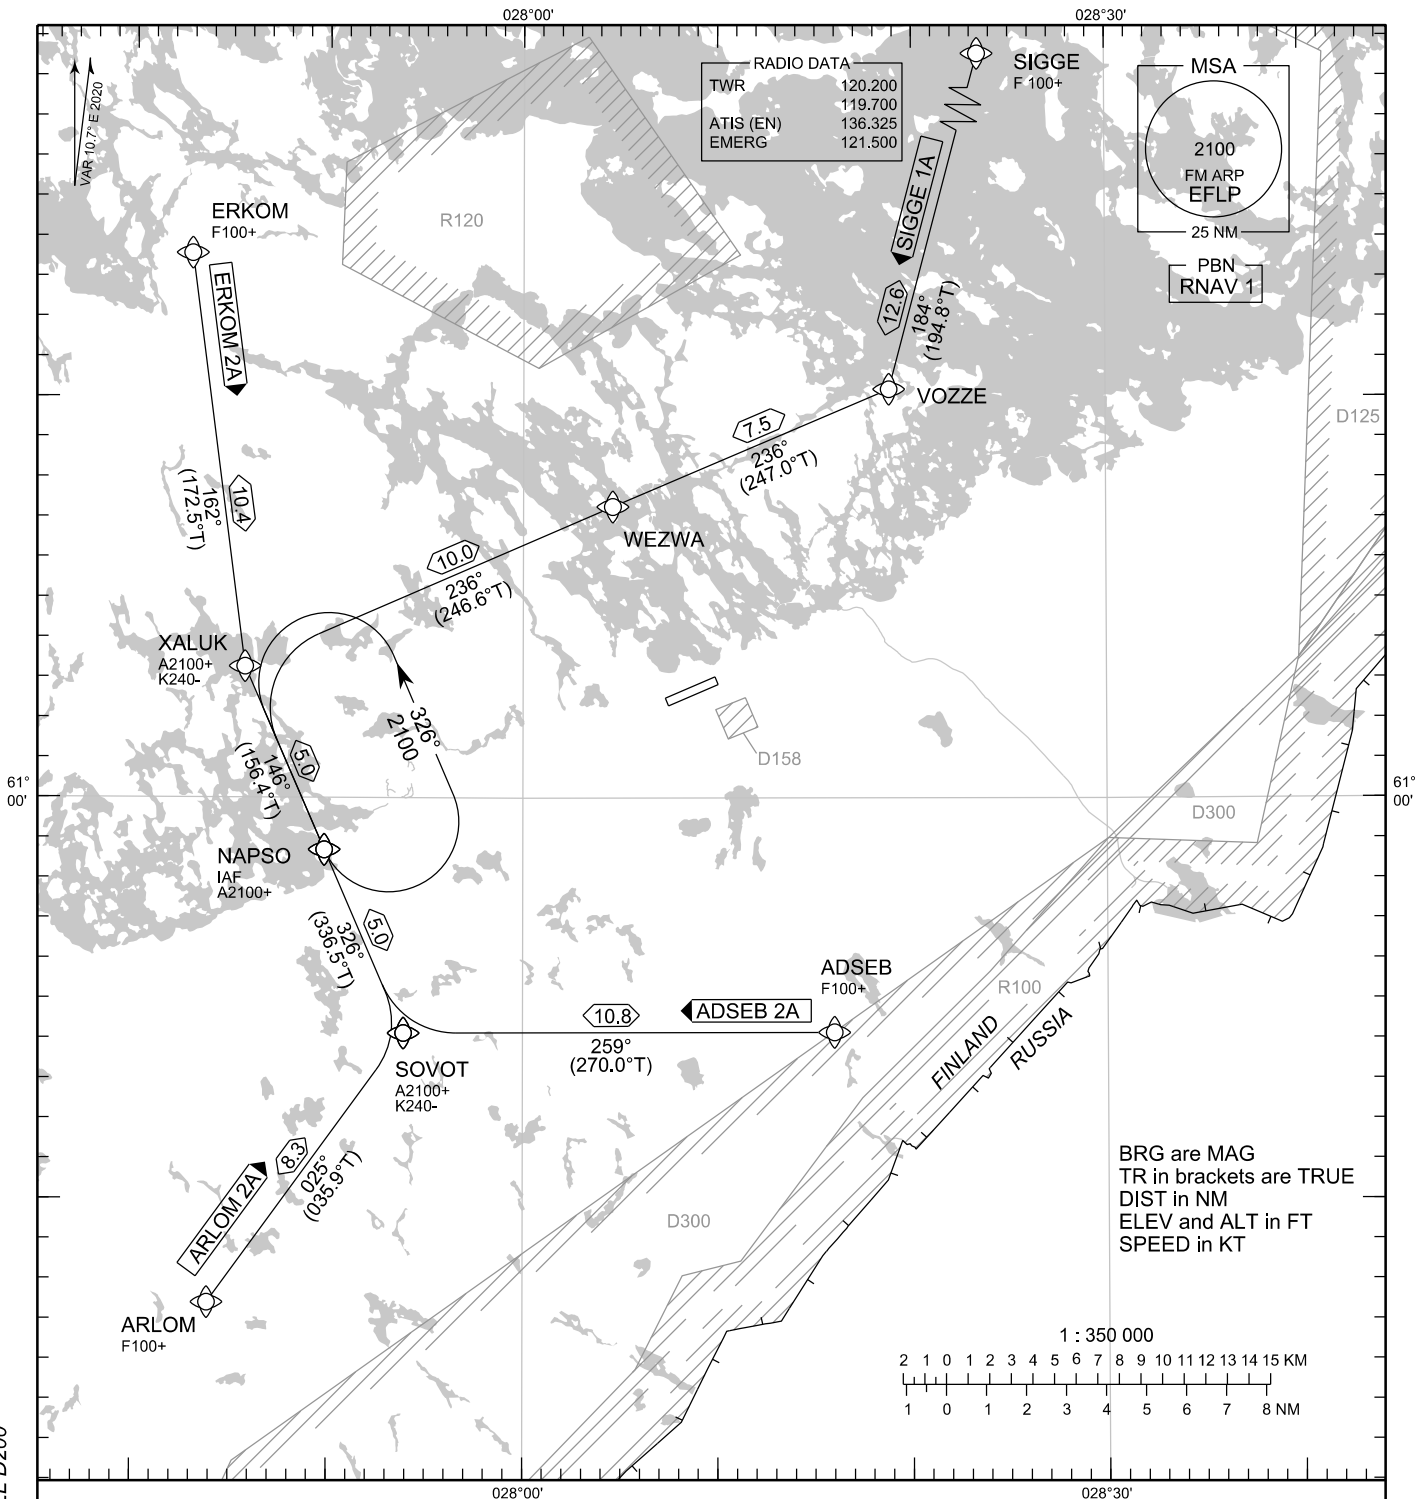 028°00'
028°30'
VAR 10.7° E 2020
RADIO DATA
TWR 120.200
119.700
ATIS (EN) 136.325
EMERG 121.500
SIGGE
F 100+
MSA
2100
FM ARP
EFLP
25 NM
PBN
RNAV 1
ERKOM
F100+
R120
SIGGE 1A
ERKOM 2A
12.6
184°
(194.8°T)
VOZZE
D125
7.5
236°
(247.0°T)
10.4
162°
(172.5°T)
WEZWA
10.0
236°
(246.6°T)
XALUK
A2100+
K240-
326°
2100
5.0
146°
(156.4°T)
D158
61°
00'
61°
00'
D300
NAPSO
IAF
A2100+
5.0
326°
(336.5°T)
ADSEB
F100+
R100
ADSEB 2A
10.8
259°
(270.0°T)
FINLAND
RUSSIA
SOVOT
A2100+
K240-
8.3
025°
(035.9°T)
ARLOM 2A
D300
BRG are MAG
TR in brackets are TRUE
DIST in NM
ELEV and ALT in FT
SPEED in KT
ARLOM
F100+
1 : 350 000
2 1 0 1 2 3 4 5 6 7 8 9 10 11 12 13 14 15 KM
1 0 1 2 3 4 5 6 7 8 NM
028°00'
028°30'